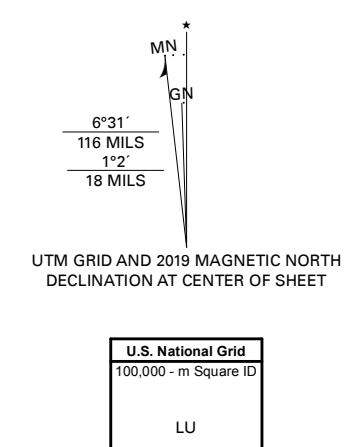 ★
MN
GN
6°31´
116 MILS
1°2´
18 MILS
UTM GRID AND 2019 MAGNETIC NORTH
DECLINATION AT CENTER OF SHEET
U.S. National Grid
100,000 - m Square ID
LU